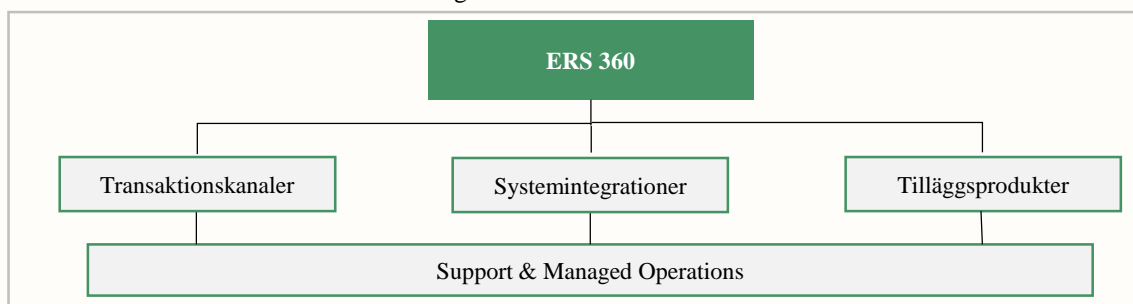 ERS 360
Transaktionskanaler
Systemintegrationer
Tilläggsprodukter
Support & Managed Operations